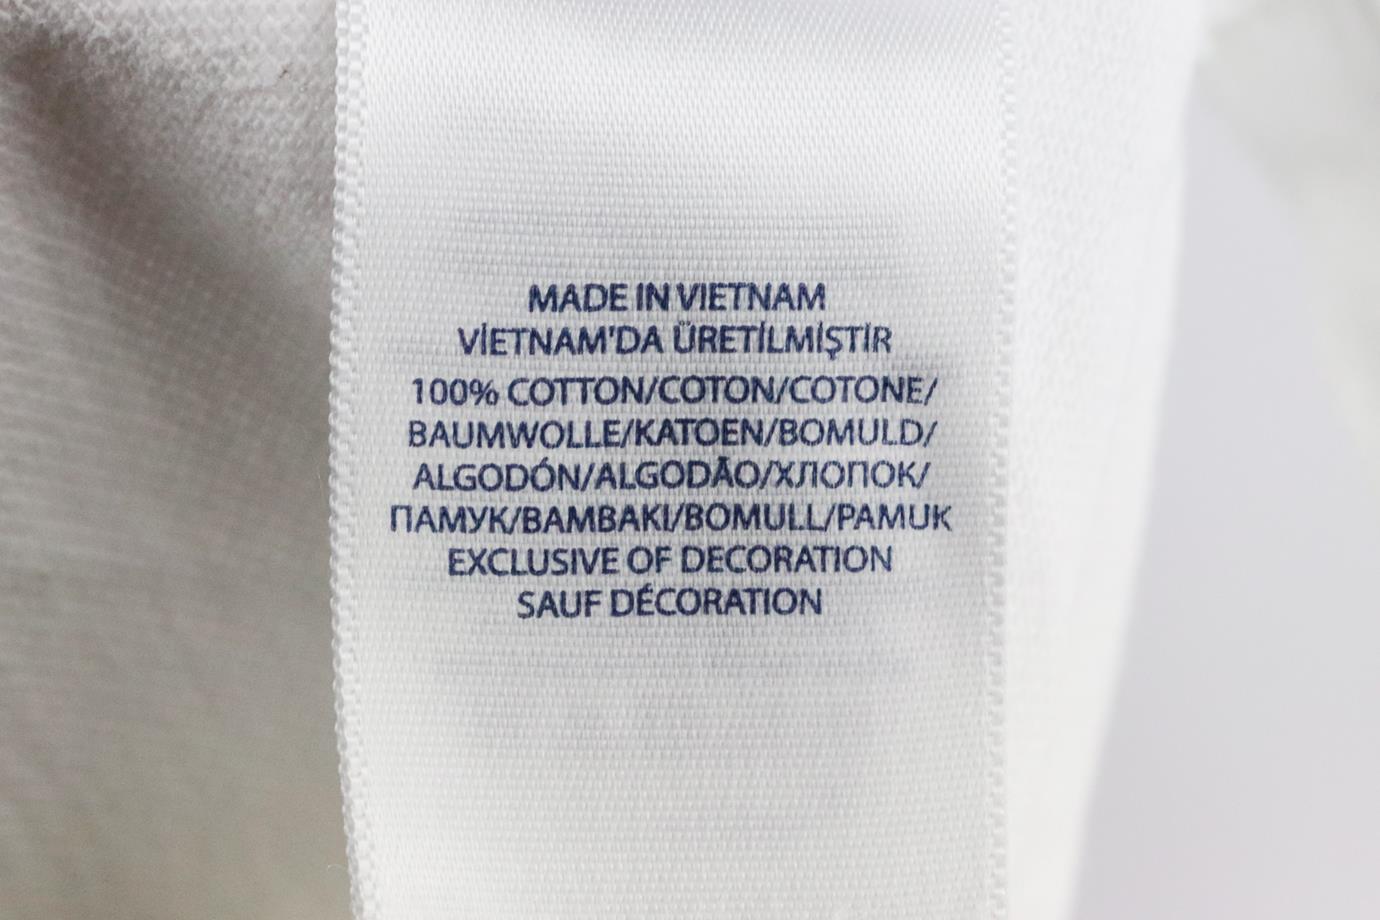 MADE IN VIETNAM
VİETNAM'DA ÜRETİLMİŞTİR
100% COTTON/COTON/COTONE/
BAUMWOLLE/KATOEN/BOMULD/
ALGODÓN/ALGODÃO/ХЛОПОК/
ПАМУК/BAMBAKI/BOMULL/PAMUK
EXCLUSIVE OF DECORATION
SAUF DÉCORATION